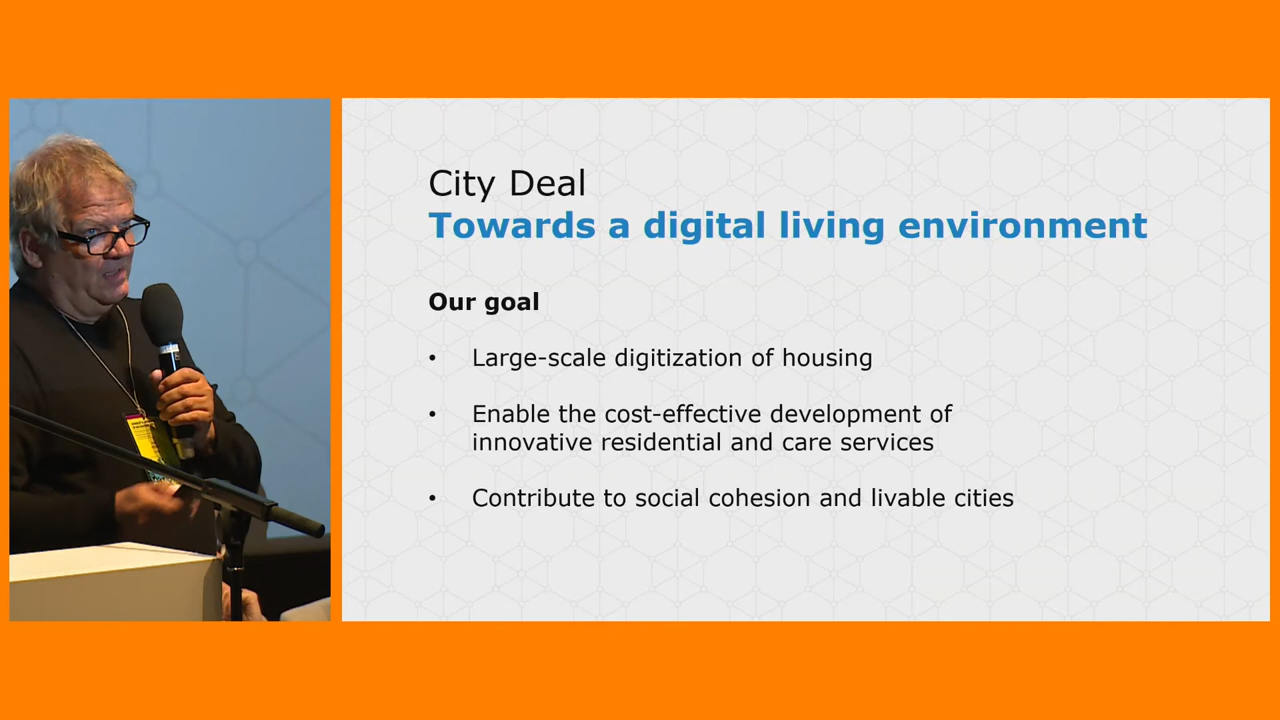 City Deal
Towards a digital living environment
Our goal
• Large-scale digitization of housing
• Enable the cost-effective development of
innovative residential and care services
• Contribute to social cohesion and livable cities